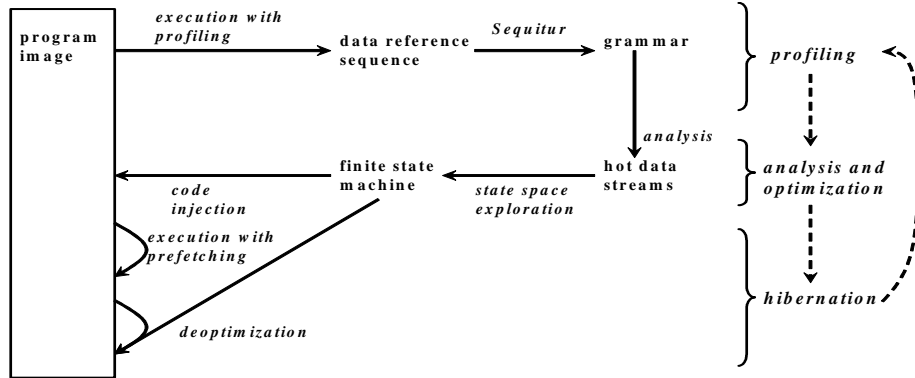 program
image
execution with
profiling
data reference
sequence
Sequitur
grammar
profiling
analysis
finite state
machine
hot data
streams
analysis and
optimization
code
injection
state space
exploration
execution with
prefetching
hibernation
deoptimization